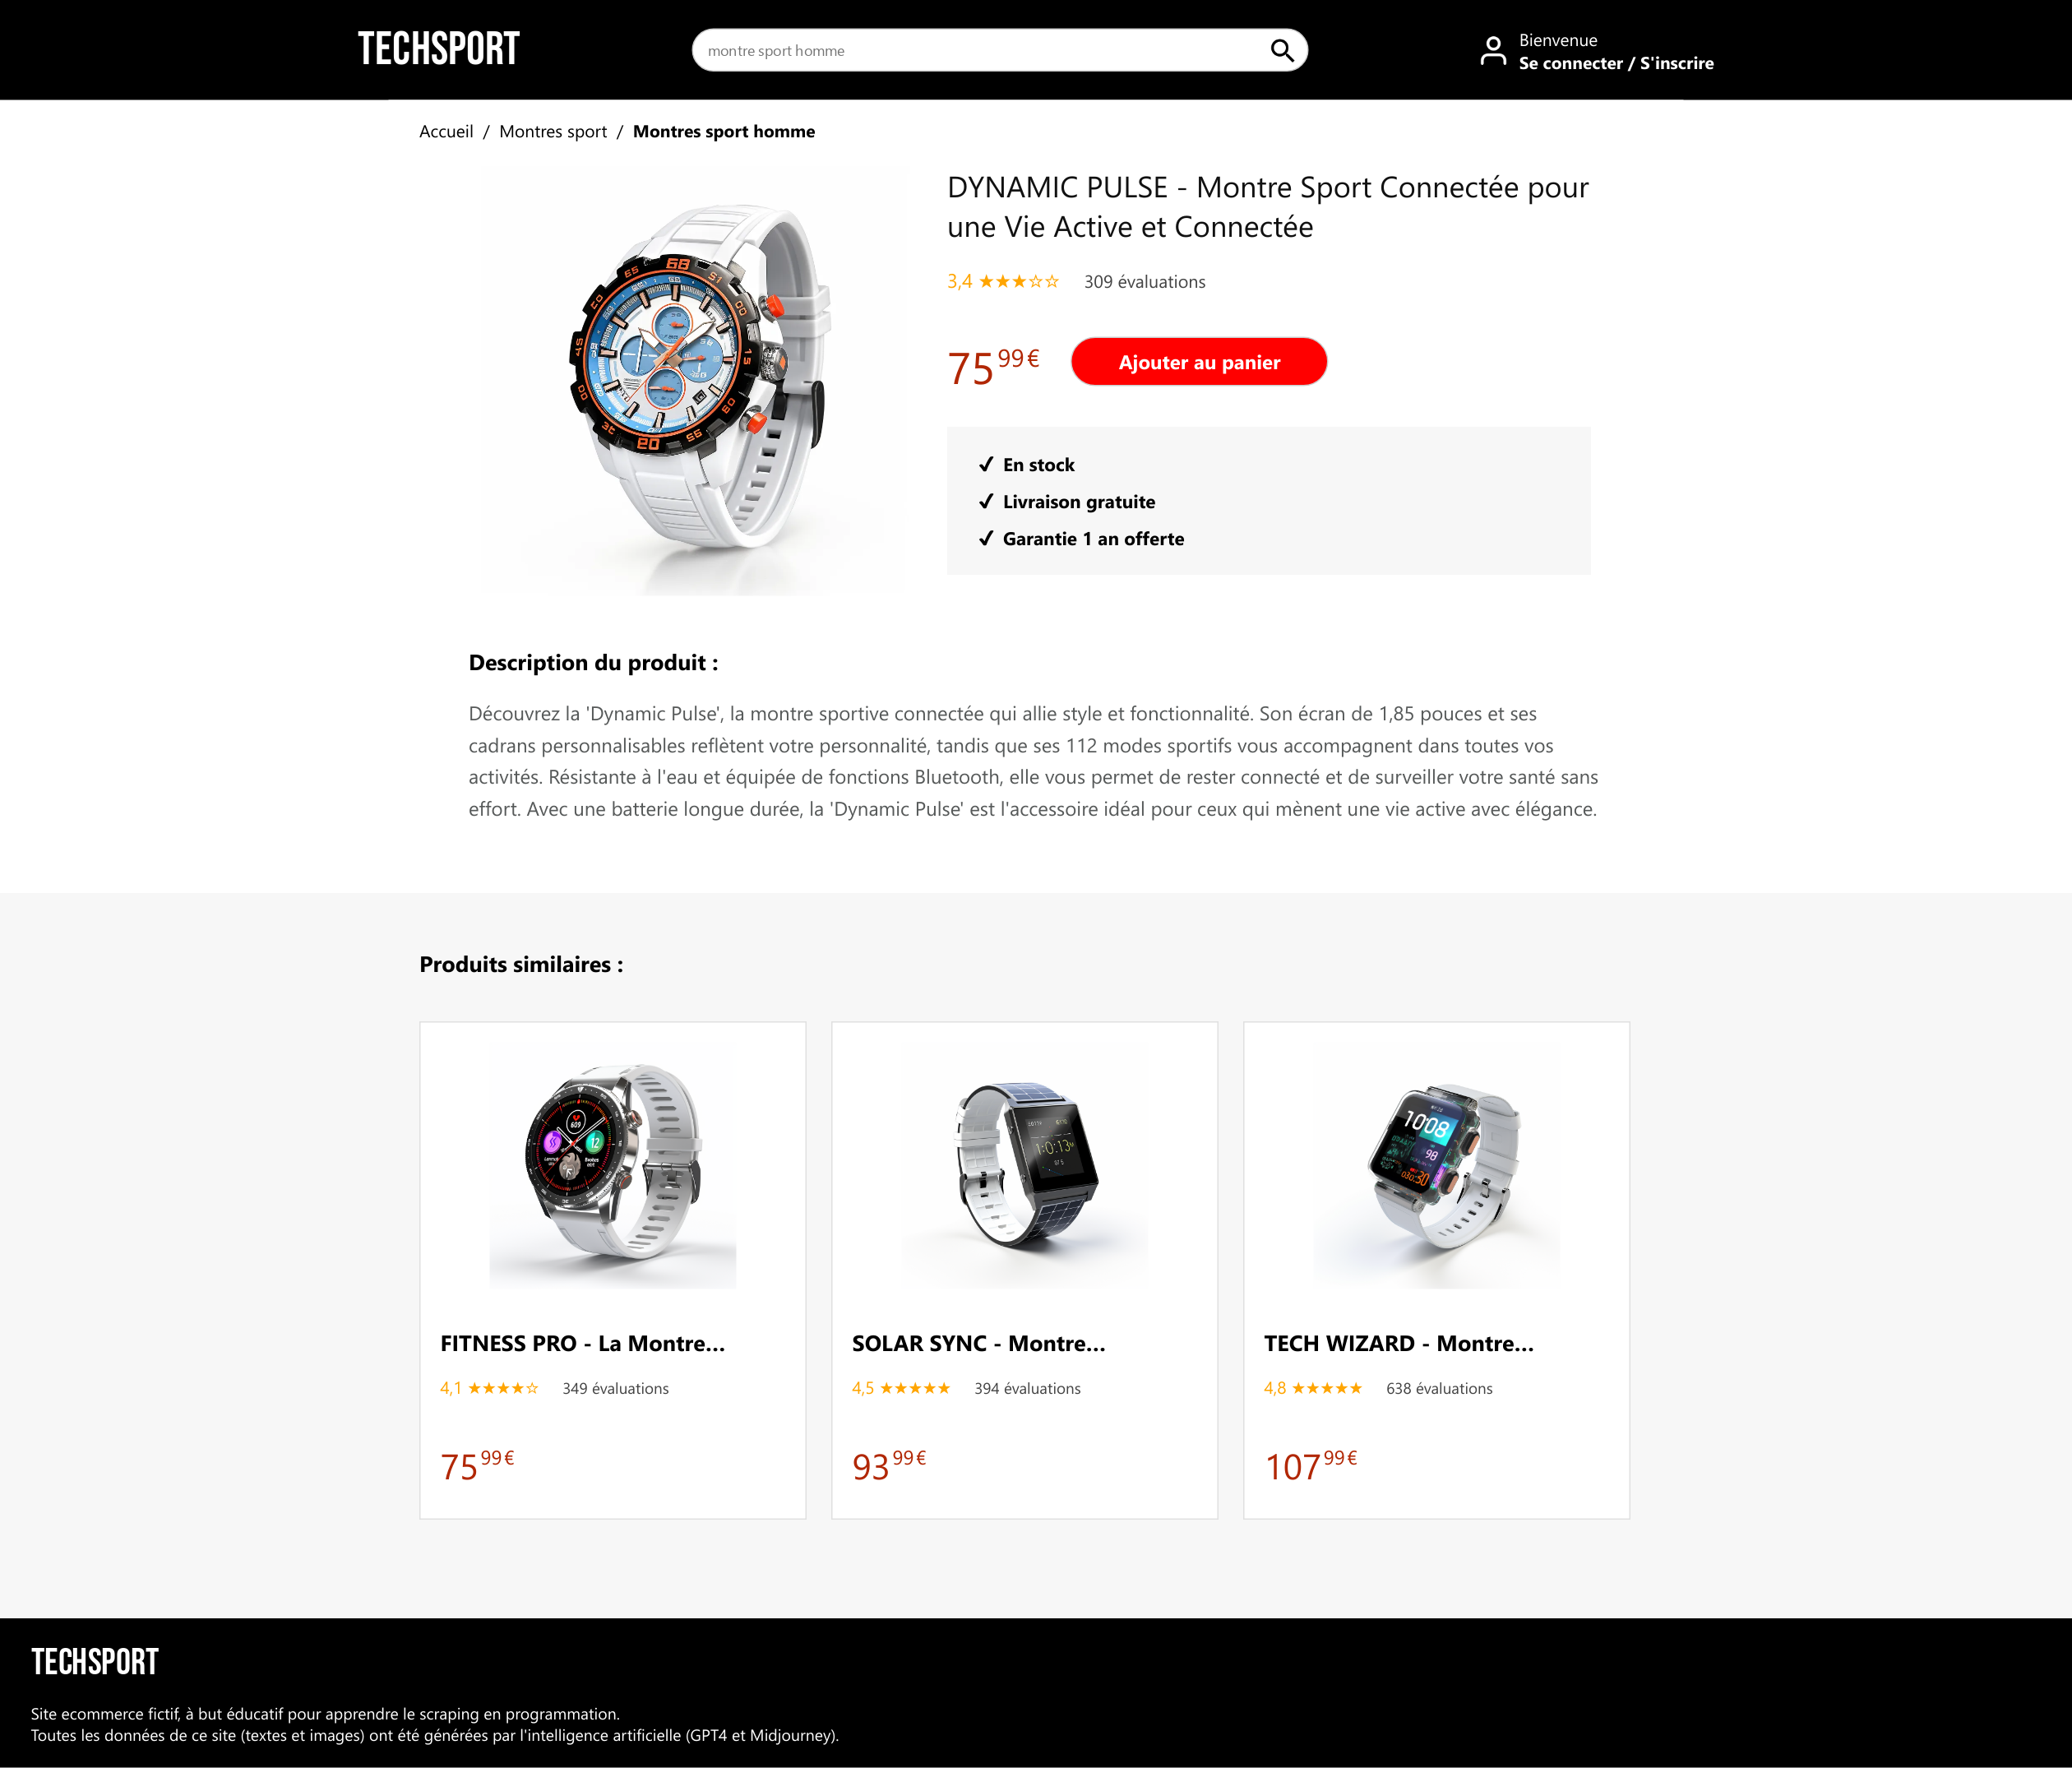 TECHSPORT
montre sport homme
Bienvenue
Se connecter / S'inscrire
Accueil / Montres sport / Montres sport homme
DYNAMIC PULSE - Montre Sport Connectée pour
une Vie Active et Connectée
3,4 ★★★☆☆ 309 évaluations
75 99€ Ajouter au panier
✓ En stock
✓ Livraison gratuite
✓ Garantie 1 an offerte
Description du produit :
Découvrez la 'Dynamic Pulse', la montre sportive connectée qui allie style et fonctionnalité. Son écran de 1,85 pouces et ses
cadrans personnalisables reflètent votre personnalité, tandis que ses 112 modes sportifs vous accompagnent dans toutes vos
activités. Résistante à l'eau et équipée de fonctions Bluetooth, elle vous permet de rester connecté et de surveiller votre santé sans
effort. Avec une batterie longue durée, la 'Dynamic Pulse' est l'accessoire idéal pour ceux qui mènent une vie active avec élégance.
Produits similaires :
10:08
98
FITNESS PRO - La Montre...
4,1 ★★★★☆ 349 évaluations
75 99€
SOLAR SYNC - Montre...
4,5 ★★★★★ 394 évaluations
93 99€
TECH WIZARD - Montre...
4,8 ★★★★★ 638 évaluations
107 99€
TECHSPORT
Site ecommerce fictif, à but éducatif pour apprendre le scraping en programmation.
Toutes les données de ce site (textes et images) ont été générées par l'intelligence artificielle (GPT4 et Midjourney).